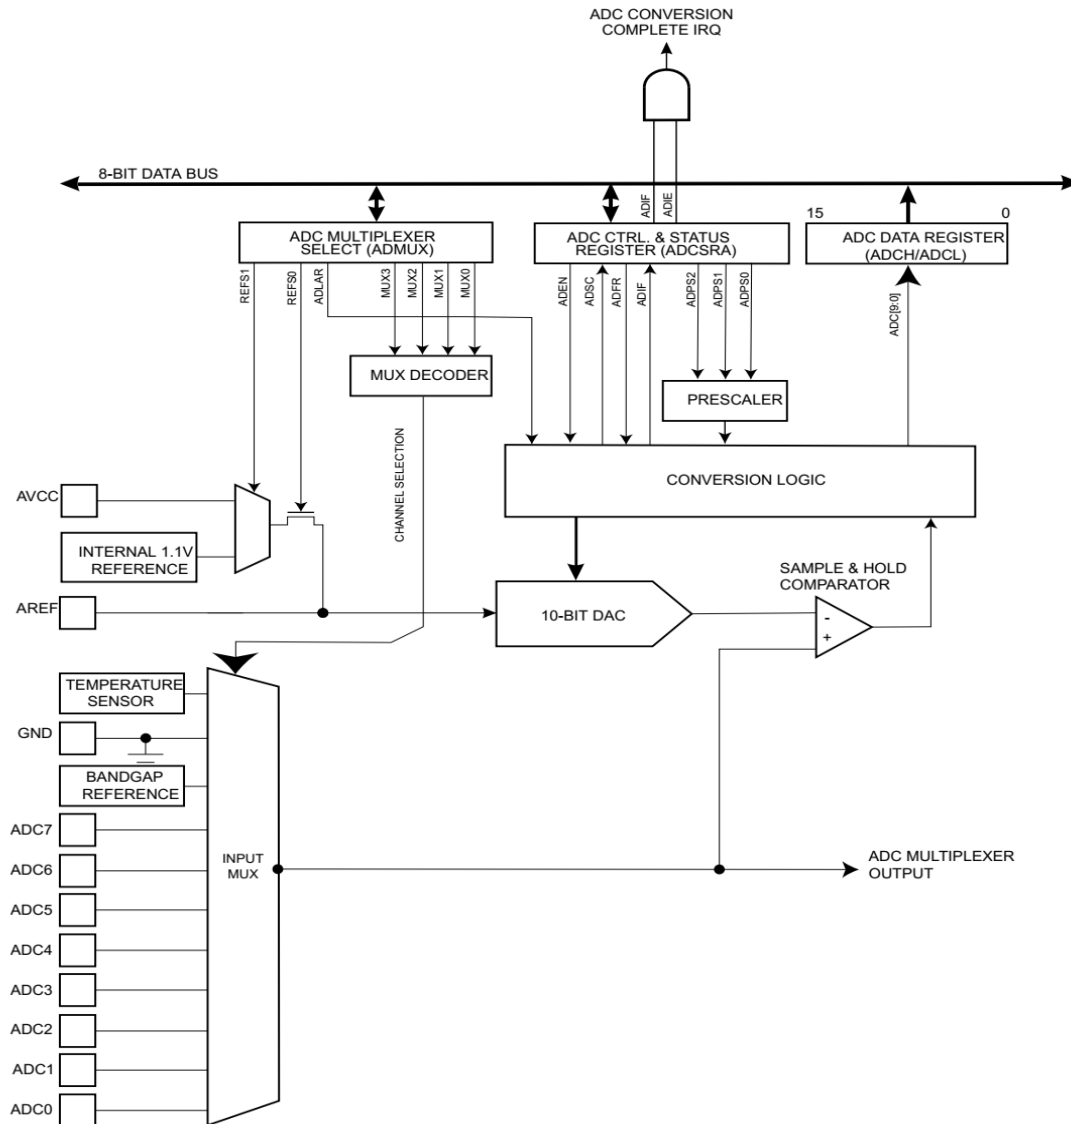 ADC CONVERSION
COMPLETE IRQ
8-BIT DATA BUS
ADIF
ADIE
15
0
ADC MULTIPLEXER
SELECT (ADMUX)
ADC CTRL. & STATUS
REGISTER (ADCSRA)
ADC DATA REGISTER
(ADCH/ADCL)
REFS1
REFS0
ADLAR
MUX3
MUX2
MUX1
MUX0
ADEN
ADSC
ADFR
ADIF
ADPS2
ADPS1
ADPS0
ADC[9:0]
MUX DECODER
PRESCALER
CHANNEL SELECTION
CONVERSION LOGIC
AVCC
INTERNAL 1.1V
REFERENCE
SAMPLE & HOLD
COMPARATOR
AREF
10-BIT DAC
-
+
TEMPERATURE
SENSOR
GND
BANDGAP
REFERENCE
ADC7
ADC6
INPUT
MUX
ADC MULTIPLEXER
OUTPUT
ADC5
ADC4
ADC3
ADC2
ADC1
ADC0